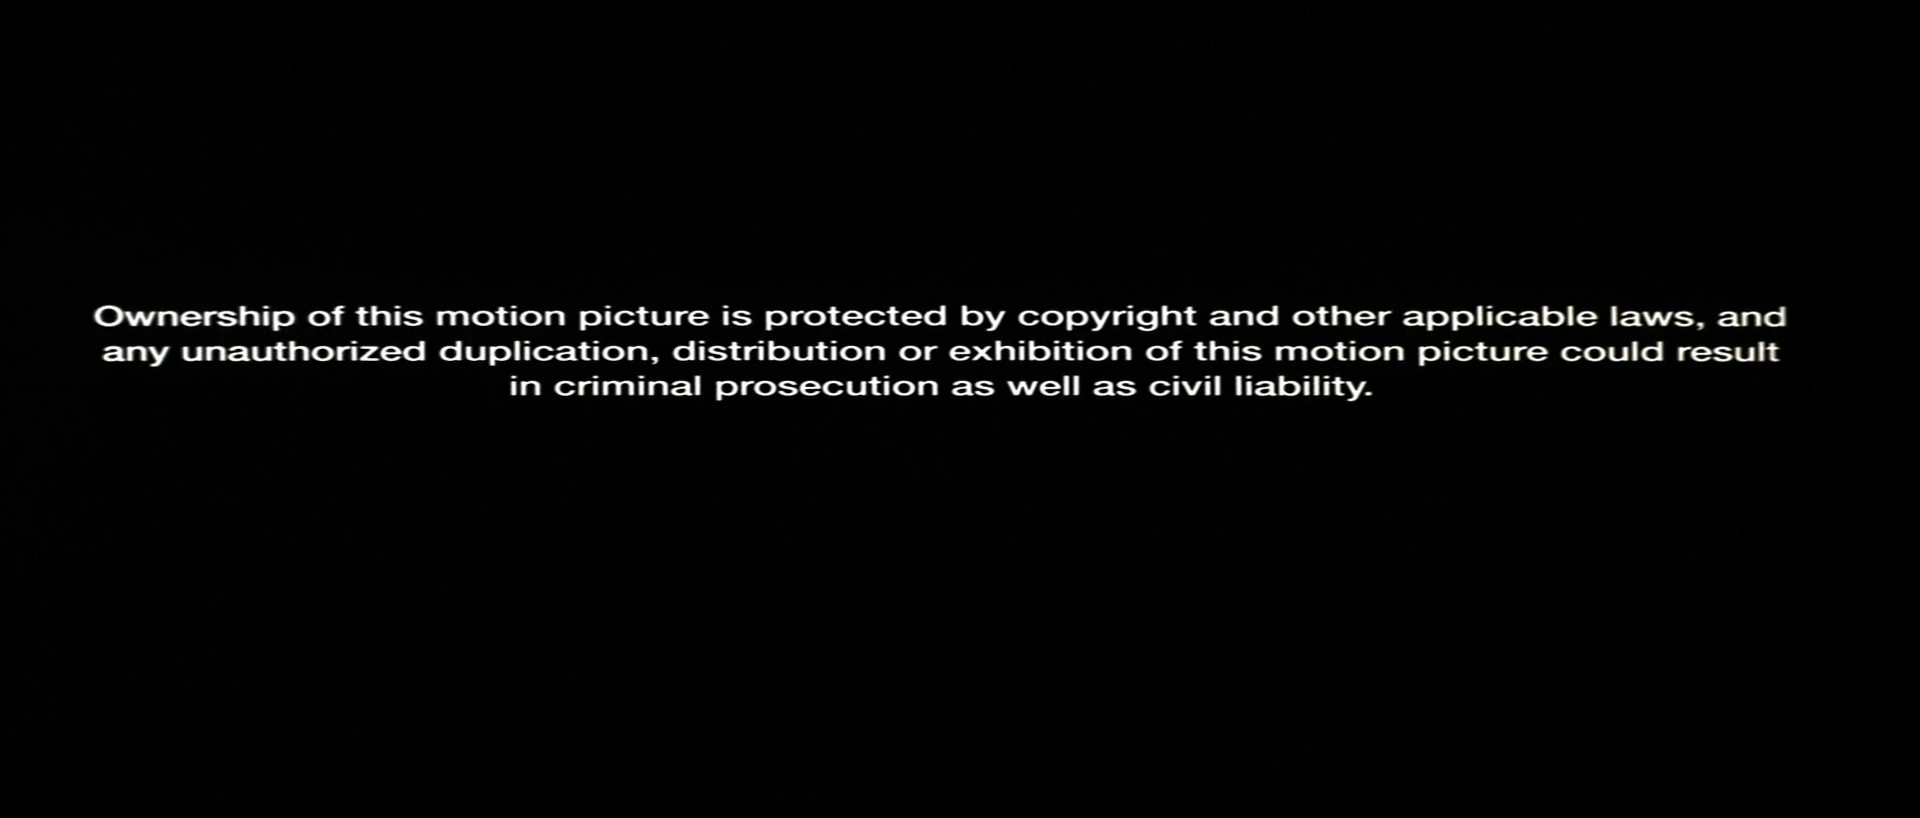 Ownership of this motion picture is protected by copyright and other applicable laws, and
any unauthorized duplication, distribution or exhibition of this motion picture could result
in criminal prosecution as well as civil liability.